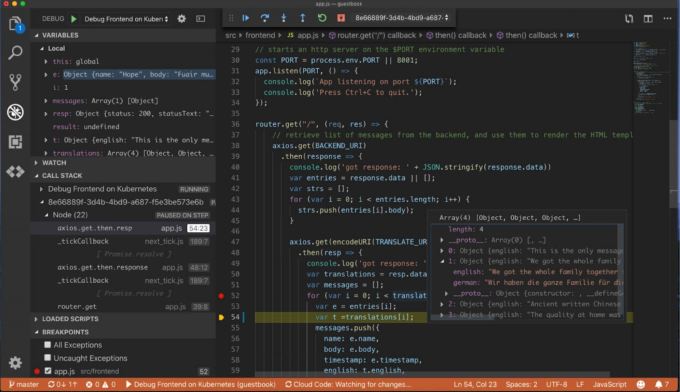 app.js — guestbook
DEBUG Debug Frontend on Kubernet
8e66889f-3d4b-4bd9-a687-
VARIABLES
Local
this: global
e: Object {name: "Hope", body: "Fuair mu…
i: 1
messages: Array(1) [Object]
resp: Object {status: 200, statusText: "…
result: undefined
t: Object {english: "This is the only me…
translations: Array(4) [Object, Object, …
WATCH
CALL STACK
Debug Frontend on Kubernetes RUNNING
8e66889f-3d4b-4bd9-a687-f5e3be573e6b
Node (22) PAUSED ON STEP
axios.get.then.resp app.js 54:23
_tickCallback next_tick.js 189:7
[ Promise.resolve ]
axios.get.then.response app.js 48:12
_tickCallback next_tick.js 189:7
[ Promise.resolve ]
router.get app.js 39:8
LOADED SCRIPTS
BREAKPOINTS
All Exceptions
Uncaught Exceptions
app.js src/frontend 52
src › frontend › app.js › router.get("/") callback › then() callback › then() callback › t
29 // starts an http server on the $PORT environment variable
30 const PORT = process.env.PORT || 8001;
31 app.listen(PORT, () => {
32 console.log(`App listening on port ${PORT}`);
33 console.log('Press Ctrl+C to quit.');
34 });
35
36 router.get("/", (req, res) => {
37 // retrieve list of messages from the backend, and use them to render the HTML templ
38 axios.get(BACKEND_URI)
39 .then(response => {
40 console.log('got response: ' + JSON.stringify(response.data))
41 var entries = response.data || [];
42 var strs = [];
43 for (var i = 0; i < entries.length; i++) {
44 strs.push(entries[i].body);
45 }
46
47 axios.get(encodeURI(TRANSLATE_UR
48 .then(resp => {
49 console.log('got response: '
50 var translations = resp.data
51 var messages = [];
52 for (var i = 0; i < translat
53 var e = entries[i];
54 var t =translations[i];
55 messages.push({
56 name: e.name,
57 body: e.body,
58 timestamp: e.timestamp,
59 english: t.english,
Array(4) [Object, Object, Object, …]
length: 4
__proto__: Array(0) [, …]
0: Object {english: "This is the only message
1: Object {english: "We got the whole family
english: "We got the whole family together
german: "Wir haben die ganze Familie für di
__proto__: Object {constructor: , __define
2: Object {english: "Ancient written Chinese
3: Object {english: "The quality at home was
master 0↓ 1↑ 0 0 Debug Frontend on Kubernetes (guestbook) Cloud Code: Watching for changes... Ln 54, Col 23 Spaces: 2 UTF-8 LF JavaScript 7